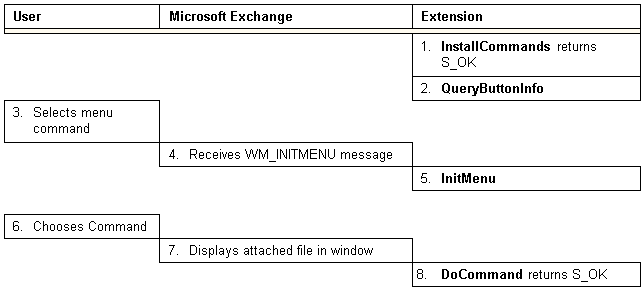 User Microsoft Exchange Extension
1. InstallCommands returns
S_OK
2. QueryButtonInfo
3. Selects menu
command
4. Receives WM_INITMENU message
5. InitMenu
6. Chooses Command
7. Displays attached file in window
8. DoCommand returns S_OK